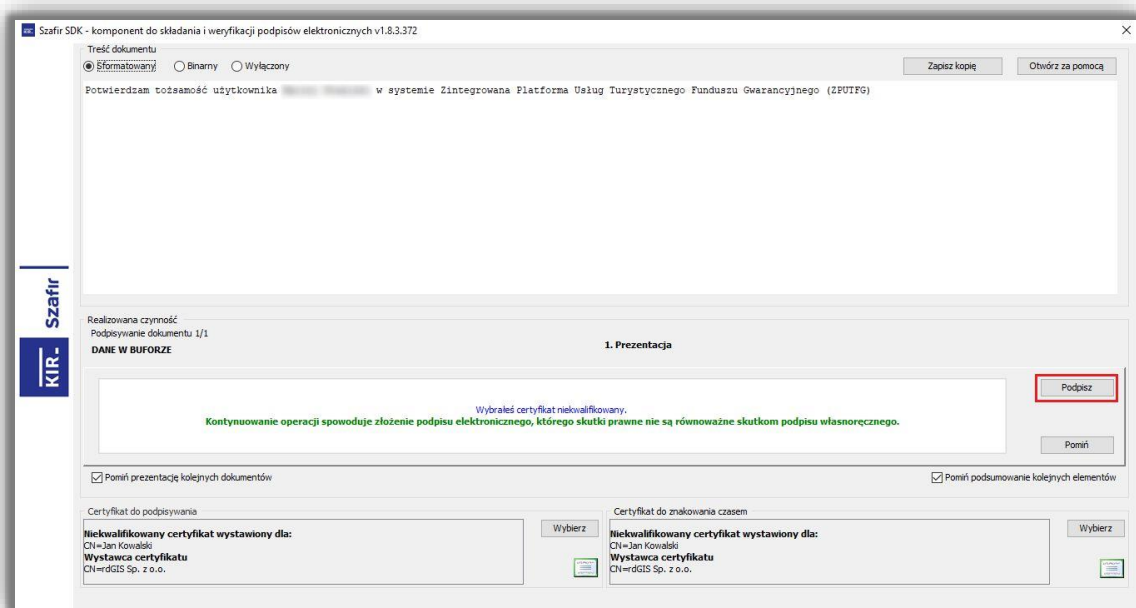 KIR. Szafir SDK - komponent do składania i weryfikacji podpisów elektronicznych v1.8.3.372
Treść dokumentu
Sformatowany Binarny Wyłączony Zapisz kopię Otwórz za pomocą
Potwierdzam tożsamość użytkownika w systemie Zintegrowana Platforma Usług Turystycznego Funduszu Gwarancyjnego (ZPUTFG)
KIR. Szafir
Realizowana czynność
Podpisywanie dokumentu 1/1
DANE W BUFORZE
1. Prezentacja
Wybrałeś certyfikat niekwalifikowany.
Kontynuowanie operacji spowoduje złożenie podpisu elektronicznego, którego skutki prawne nie są równoważne skutkom podpisu własnoręcznego.
Podpisz
Pomiń
Pomiń prezentację kolejnych dokumentów
Pomiń podsumowanie kolejnych elementów
Certyfikat do podpisywania
Niekwalifikowany certyfikat wystawiony dla:
CN=Jan Kowalski
Wystawca certyfikatu
CN=rdGIS Sp. z o.o.
Wybierz
Certyfikat do znakowania czasem
Niekwalifikowany certyfikat wystawiony dla:
CN=Jan Kowalski
Wystawca certyfikatu
CN=rdGIS Sp. z o.o.
Wybierz